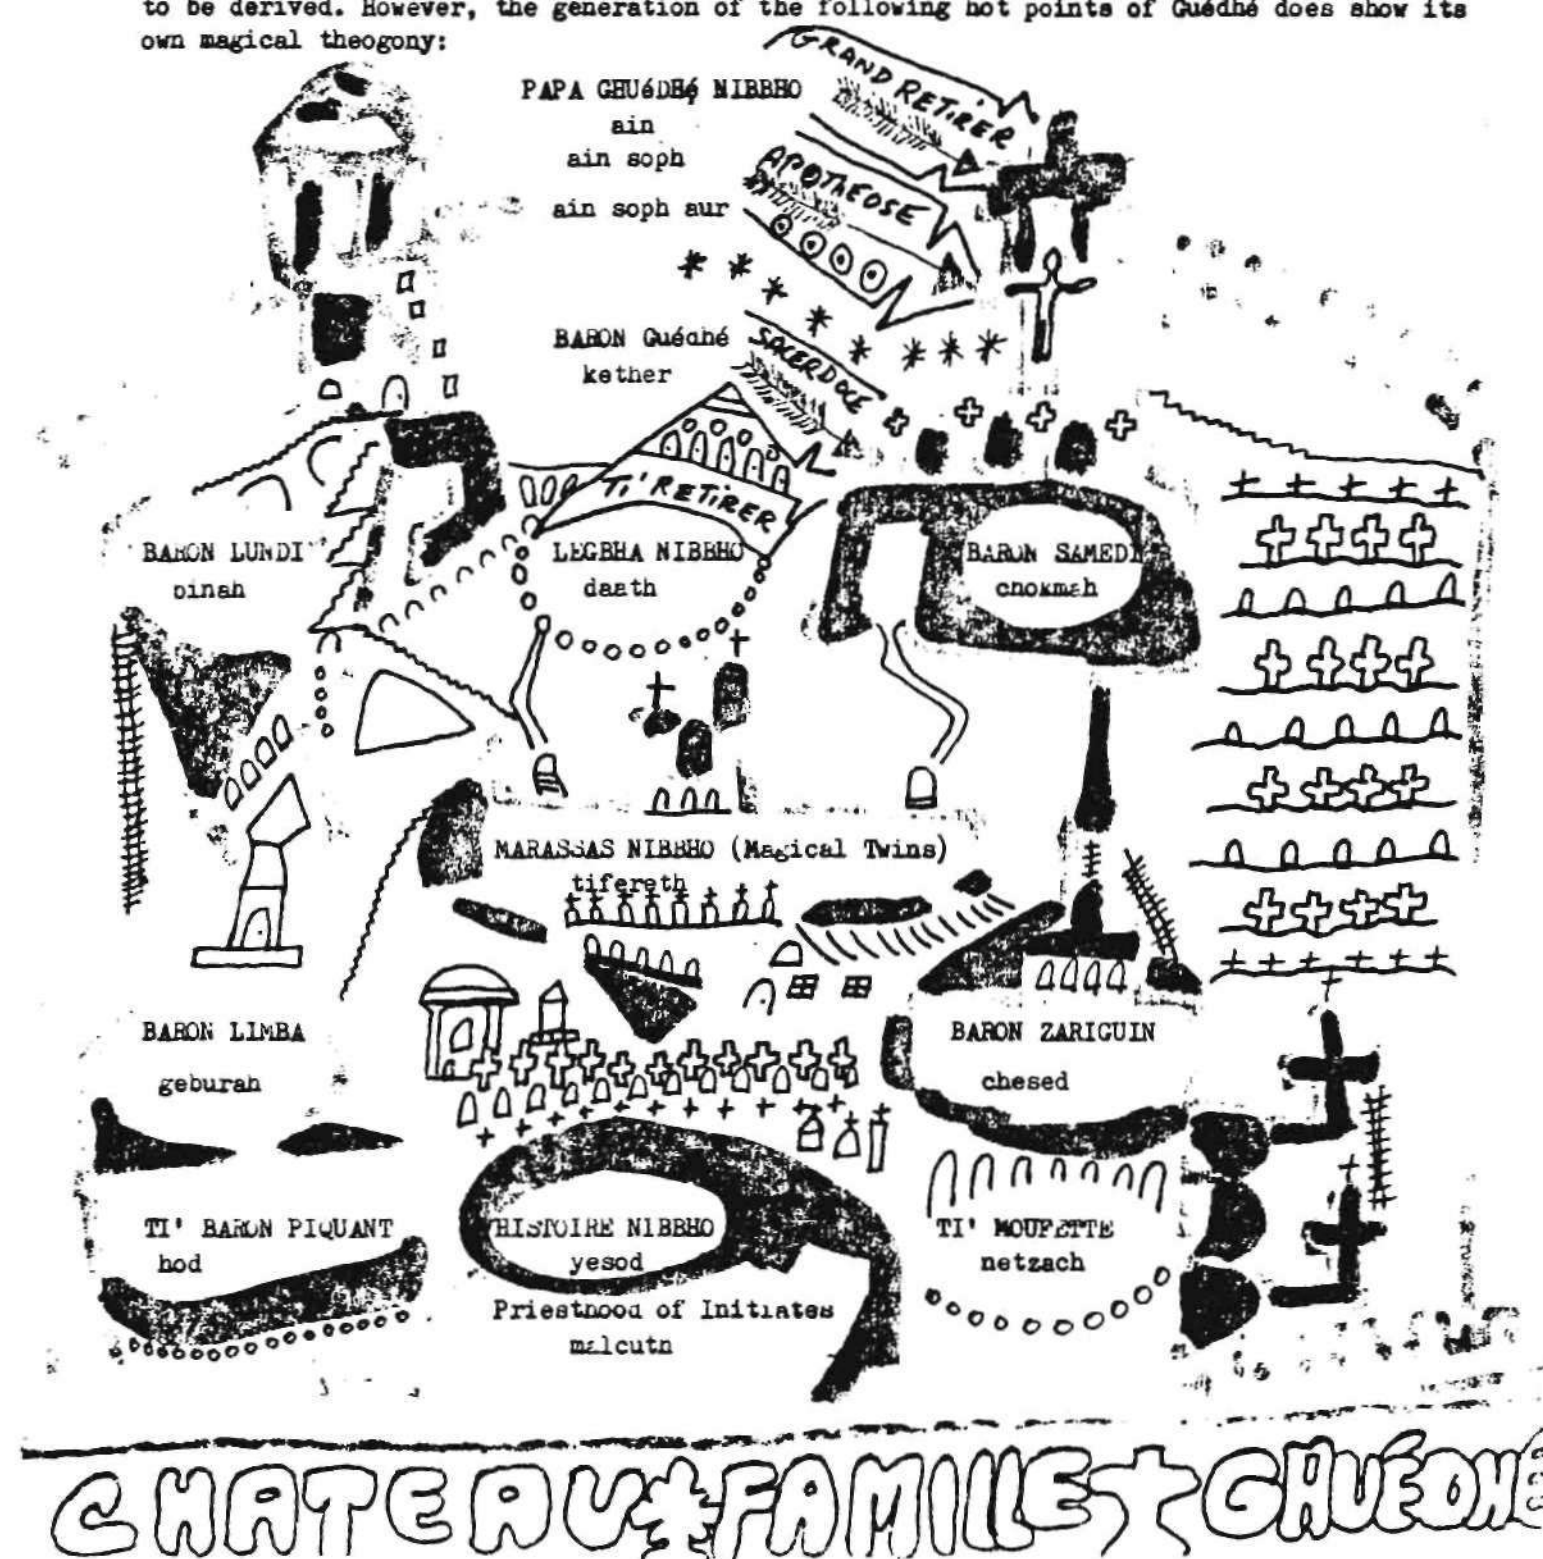 to be derived. However, the generation of the following hot points of Guédhé does show its
own magical theogony:
GRAND RETIRER
PAPA GHUéDHé NIBBHO
ain
ain soph
APOTHEOSE
ain soph aur
BARON Guédhé
kether
SACERDOCE
TI' RETIRER
BARON LUNDI
binah
LEGBHA NIBBHO
daath
BARON SAMEDI
chokmah
MARASSAS NIBBHO (Magical Twins)
tifereth
BARON LIMBA
geburah
BARON ZARIGUIN
chesed
TI' BARON PIQUANT
hod
HISTOIRE NIBBHO
yesod
TI' MOUFETTE
netzach
Priesthood of Initiates
malcuth
CHATEAU FAMILLE GHUÉDHÉ